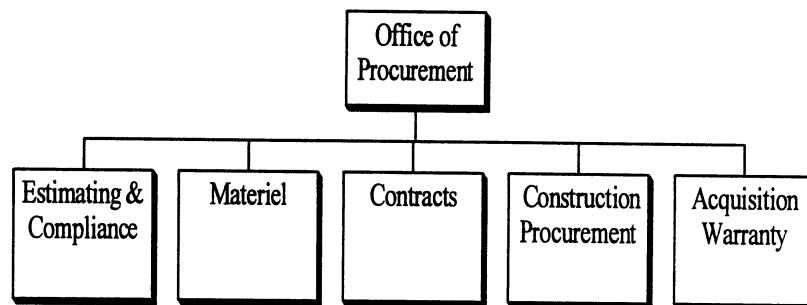 Office of
Procurement
Estimating &
Compliance
Materiel
Contracts
Construction
Procurement
Acquisition
Warranty